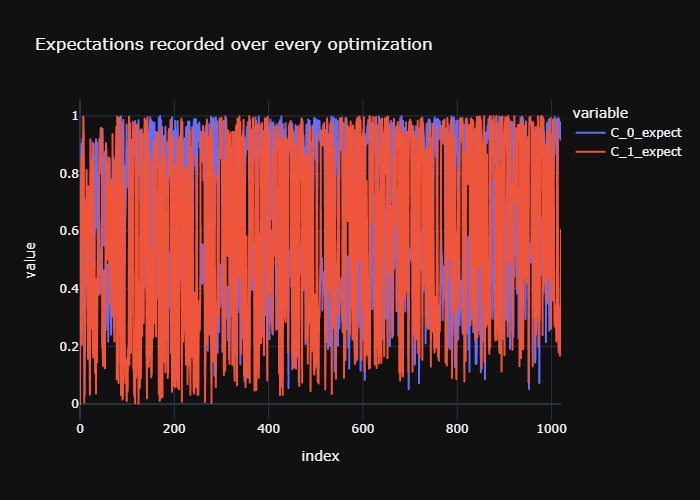 Expectations recorded over every optimization
variable
C_0_expect
C_1_expect
value
1
0.8
0.6
0.4
0.2
0
0 200 400 600 800 1000
index